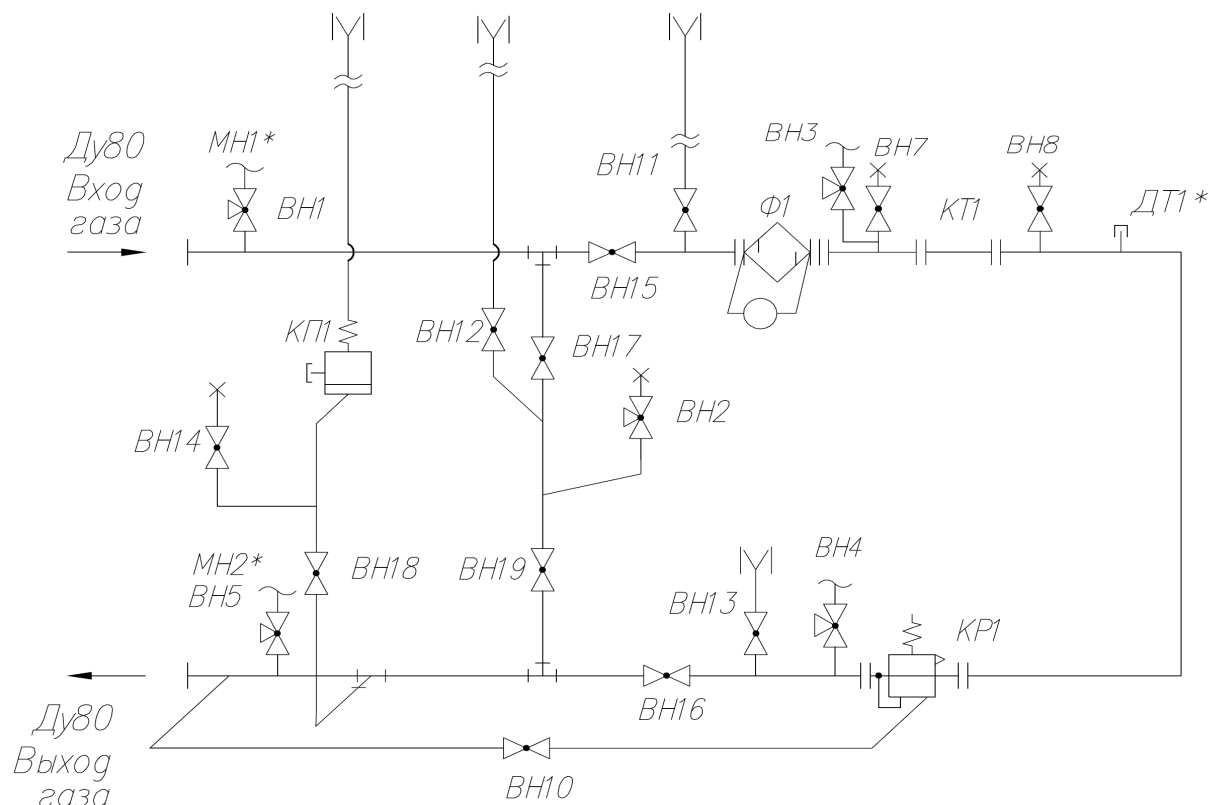 МН1*
ВН1
Ду80
Вход
газа
ВН11
ВН3
ВН7
ВН8
Ф1
КТ1
ДТ1*
ВН15
КП1
ВН12
ВН17
ВН2
ВН14
МН2*
ВН5
ВН18
ВН19
ВН13
ВН4
КР1
ВН16
Ду80
Выход
газа
ВН10